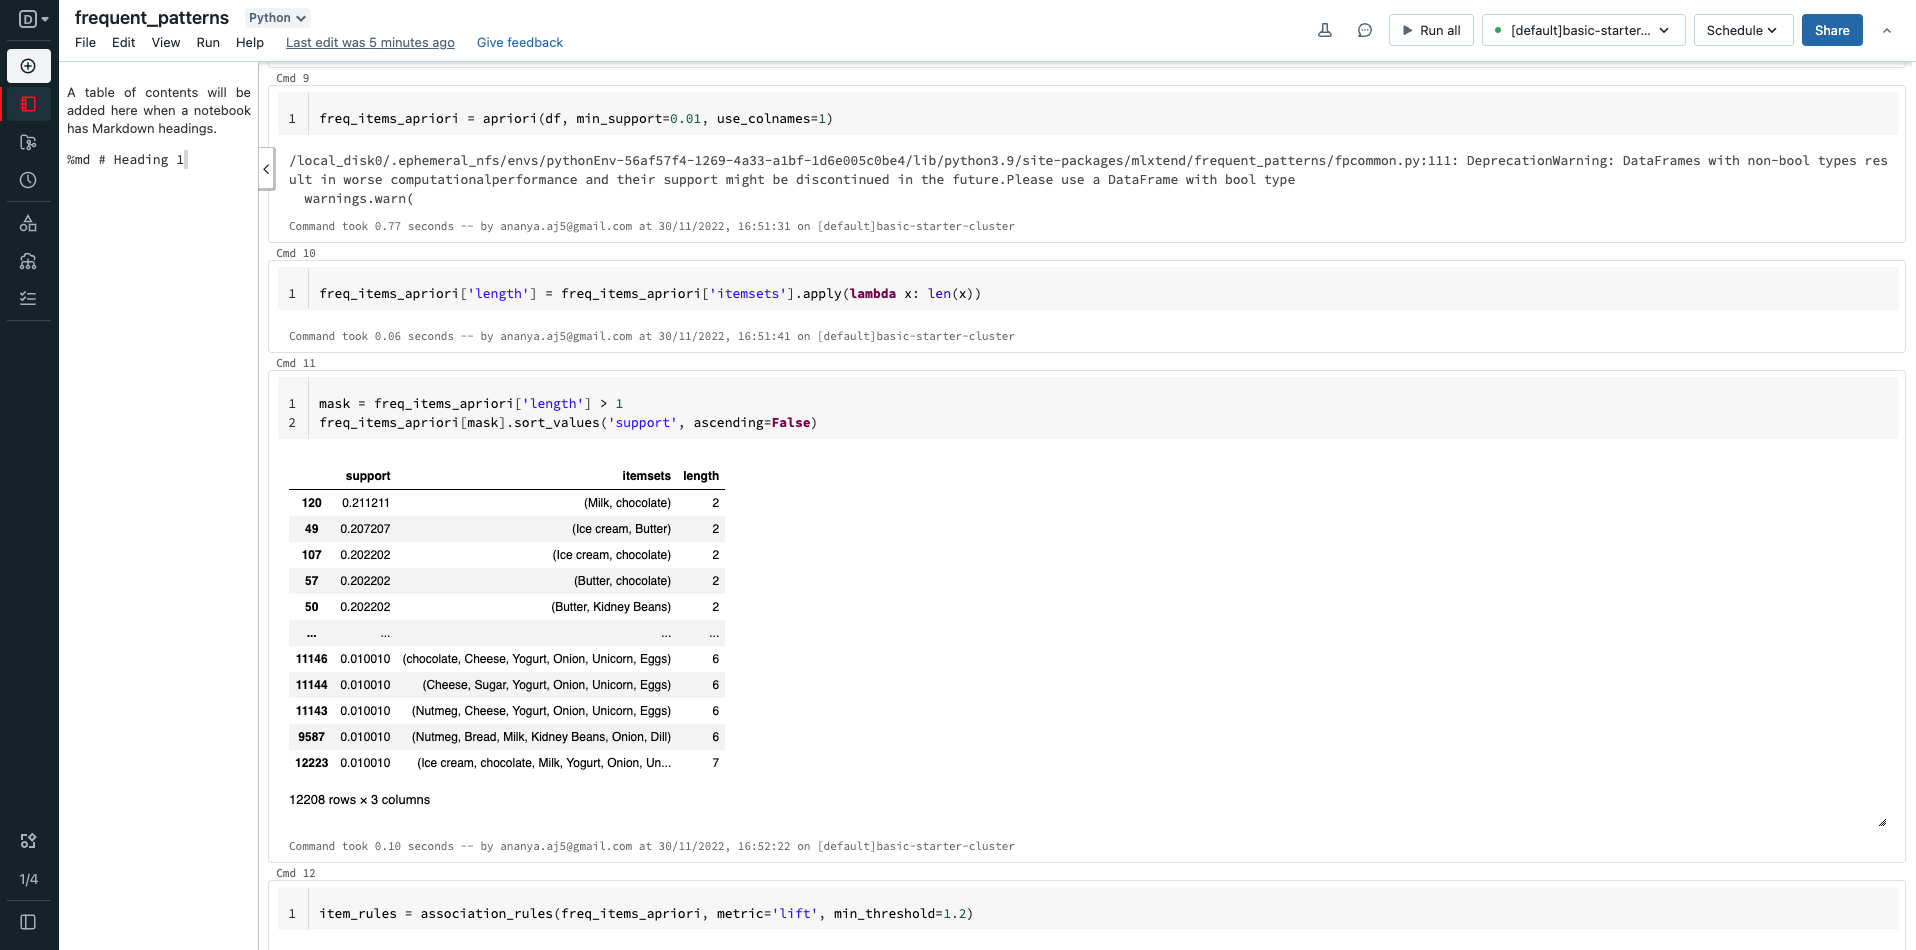 D
frequent_patterns Python
File Edit View Run Help Last edit was 5 minutes ago Give feedback
Run all [default]basic-starter... Schedule Share
A table of contents will be
added here when a notebook
has Markdown headings.
%md # Heading 1
1/4
Cmd 9
1 freq_items_apriori = apriori(df, min_support=0.01, use_colnames=1)
/local_disk0/.ephemeral_nfs/envs/pythonEnv-56af57f4-1269-4a33-a1bf-1d6e005c0be4/lib/python3.9/site-packages/mlxtend/frequent_patterns/fpcommon.py:111: DeprecationWarning: DataFrames with non-bool types res
ult in worse computationalperformance and their support might be discontinued in the future.Please use a DataFrame with bool type
warnings.warn(
Command took 0.77 seconds -- by ananya.aj5@gmail.com at 30/11/2022, 16:51:31 on [default]basic-starter-cluster
Cmd 10
1 freq_items_apriori['length'] = freq_items_apriori['itemsets'].apply(lambda x: len(x))
Command took 0.06 seconds -- by ananya.aj5@gmail.com at 30/11/2022, 16:51:41 on [default]basic-starter-cluster
Cmd 11
1 mask = freq_items_apriori['length'] > 1
2 freq_items_apriori[mask].sort_values('support', ascending=False)
support itemsets length
120 0.211211 (Milk, chocolate) 2
49 0.207207 (Ice cream, Butter) 2
107 0.202202 (Ice cream, chocolate) 2
57 0.202202 (Butter, chocolate) 2
50 0.202202 (Butter, Kidney Beans) 2
... ... ... ...
11146 0.010010 (chocolate, Cheese, Yogurt, Onion, Unicorn, Eggs) 6
11144 0.010010 (Cheese, Sugar, Yogurt, Onion, Unicorn, Eggs) 6
11143 0.010010 (Nutmeg, Cheese, Yogurt, Onion, Unicorn, Eggs) 6
9587 0.010010 (Nutmeg, Bread, Milk, Kidney Beans, Onion, Dill) 6
12223 0.010010 (Ice cream, chocolate, Milk, Yogurt, Onion, Un... 7
12208 rows × 3 columns
Command took 0.10 seconds -- by ananya.aj5@gmail.com at 30/11/2022, 16:52:22 on [default]basic-starter-cluster
Cmd 12
1 item_rules = association_rules(freq_items_apriori, metric='lift', min_threshold=1.2)